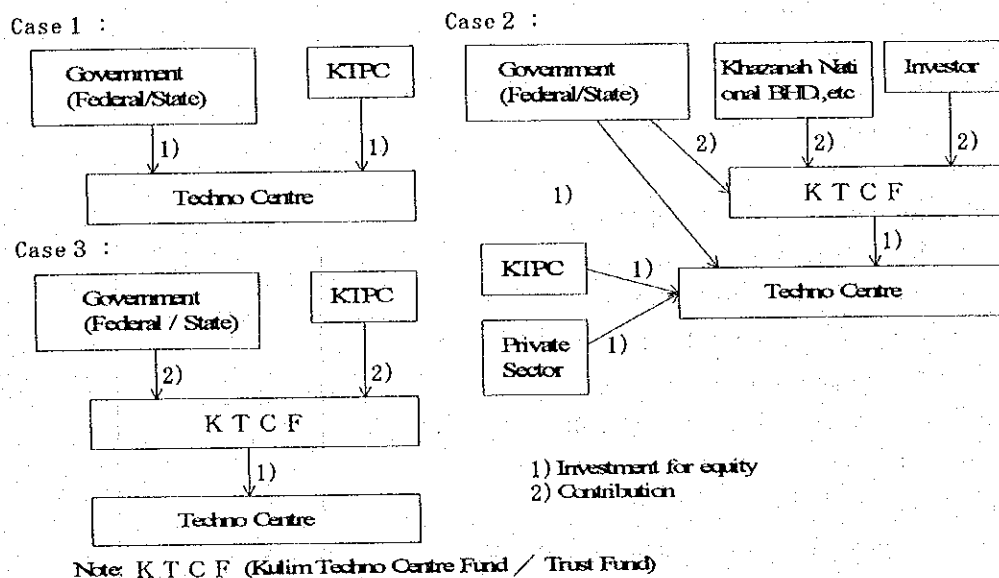 Case 1 :
Government
(Federal/State)
KTPC
1)
1)
Techno Centre
Case 2 :
Government
(Federal/State)
Khazanah Nati
onal BHD.,etc
Investor
2)
2)
2)
K T C F
1)
1)
KTPC
1)
Techno Centre
Private
Sector
1)
Case 3 :
Government
(Federal / State)
KTPC
2)
2)
K T C F
1)
Techno Centre
1) Investment for equity
2) Contribution
Note: K T C F (Kulim Techno Centre Fund / Trust Fund)